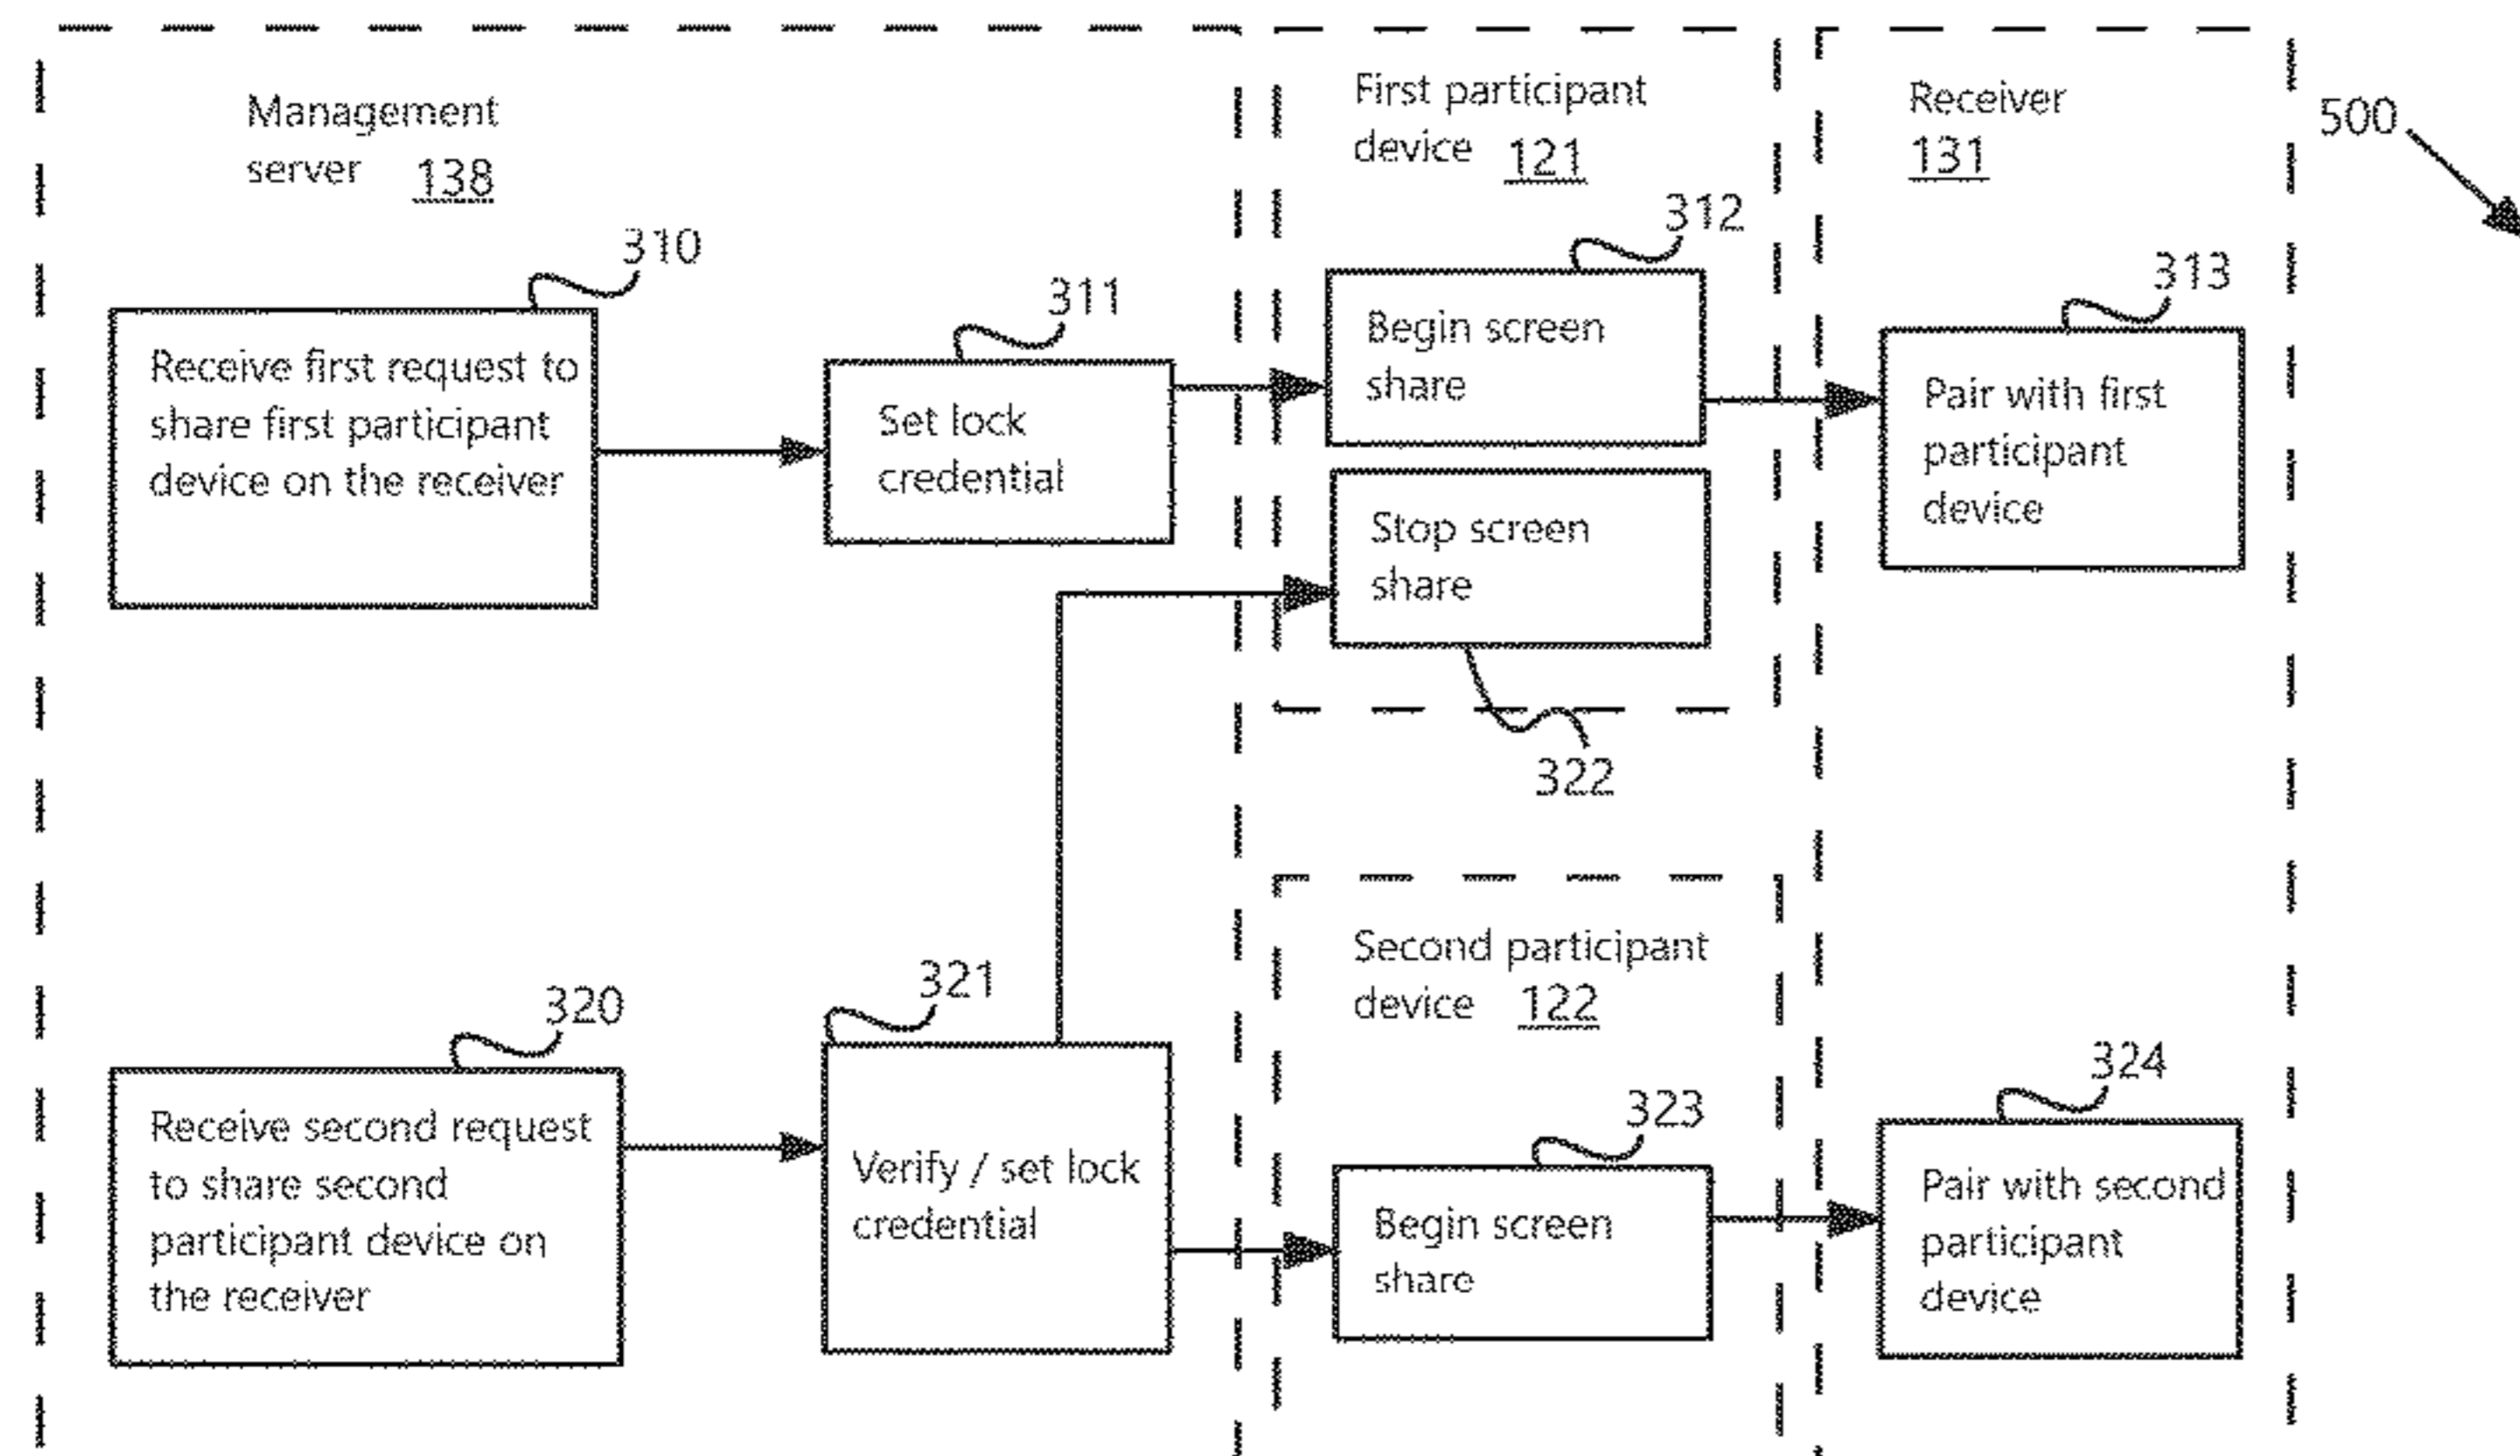 Management
server 138
First participant
device 121
Receiver
131
500
310
Receive first request to
share first participant
device on the receiver
311
Set lock
credential
312
Begin screen
share
313
Pair with first
participant
device
Stop screen
share
322
320
Receive second request
to share second
participant device on
the receiver
321
Verify / set lock
credential
Second participant
device 122
323
Begin screen
share
324
Pair with second
participant
device